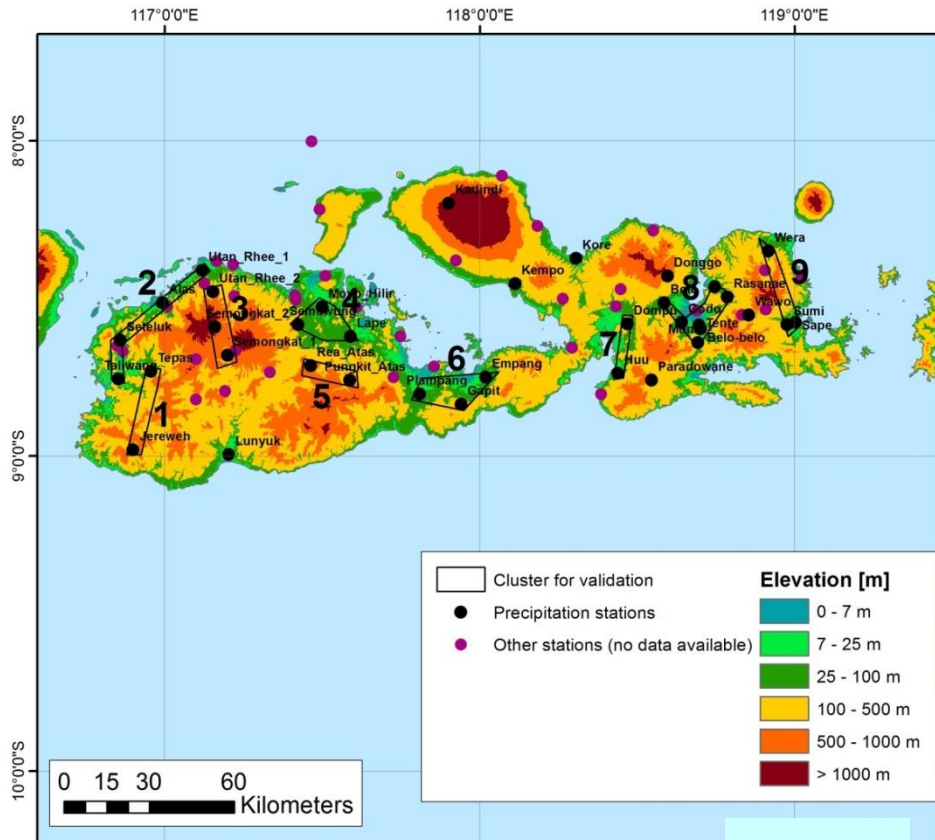 117°0'0"E 118°0'0"E 119°0'0"E
8°0'0"S
9°0'0"S
10°0'0"S
Kadindi
Wera
Kore
Utan_Rhee_1
Donggo
Kempo
9
2
Utan_Rhee_2
8
Rasanae
Alas
Moyo_Hilir
4
Bolo
3
Godo
Wawo
Semongkat_2
Semawung
Dompu
Sumi
Seteluk
Lape
Tente
Sape
7
Belo-belo
Semongkat_1
Tepas
Rea_Atas
6
Empang
Huu
Paradowane
Taliwang
Pungkit_Atas
Plampang
5
Gapit
1
Jereweh
Lunyuk
Cluster for validation
Precipitation stations
Other stations (no data available)
Elevation [m]
0 - 7 m
7 - 25 m
25 - 100 m
100 - 500 m
500 - 1000 m
> 1000 m
0 15 30 60
Kilometers